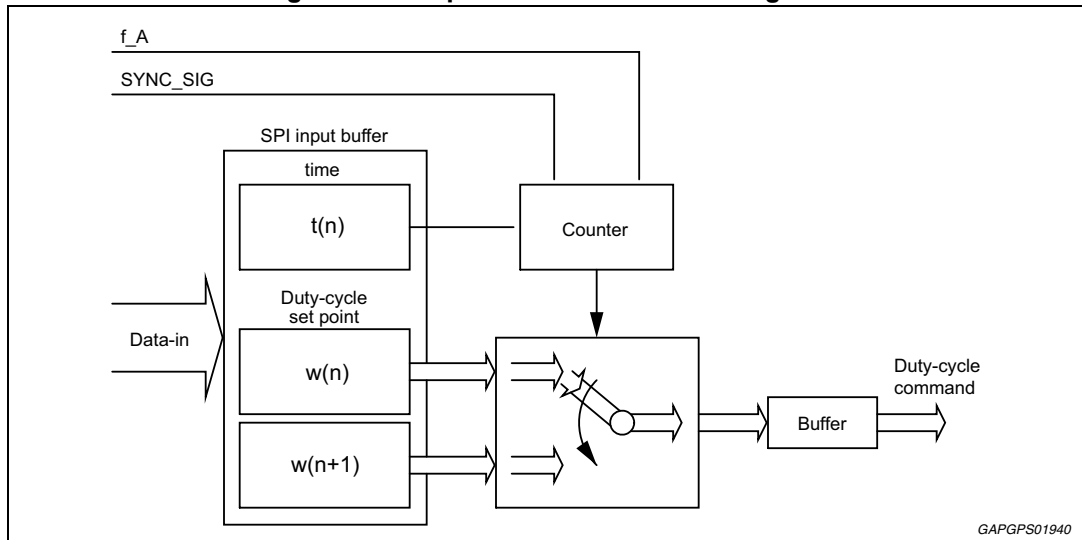 f_A
SYNC_SIG
SPI input buffer
time
t(n)
Counter
Data-in
Duty-cycle
set point
w(n)
w(n+1)
Duty-cycle
command
Buffer
GAPGPS01940